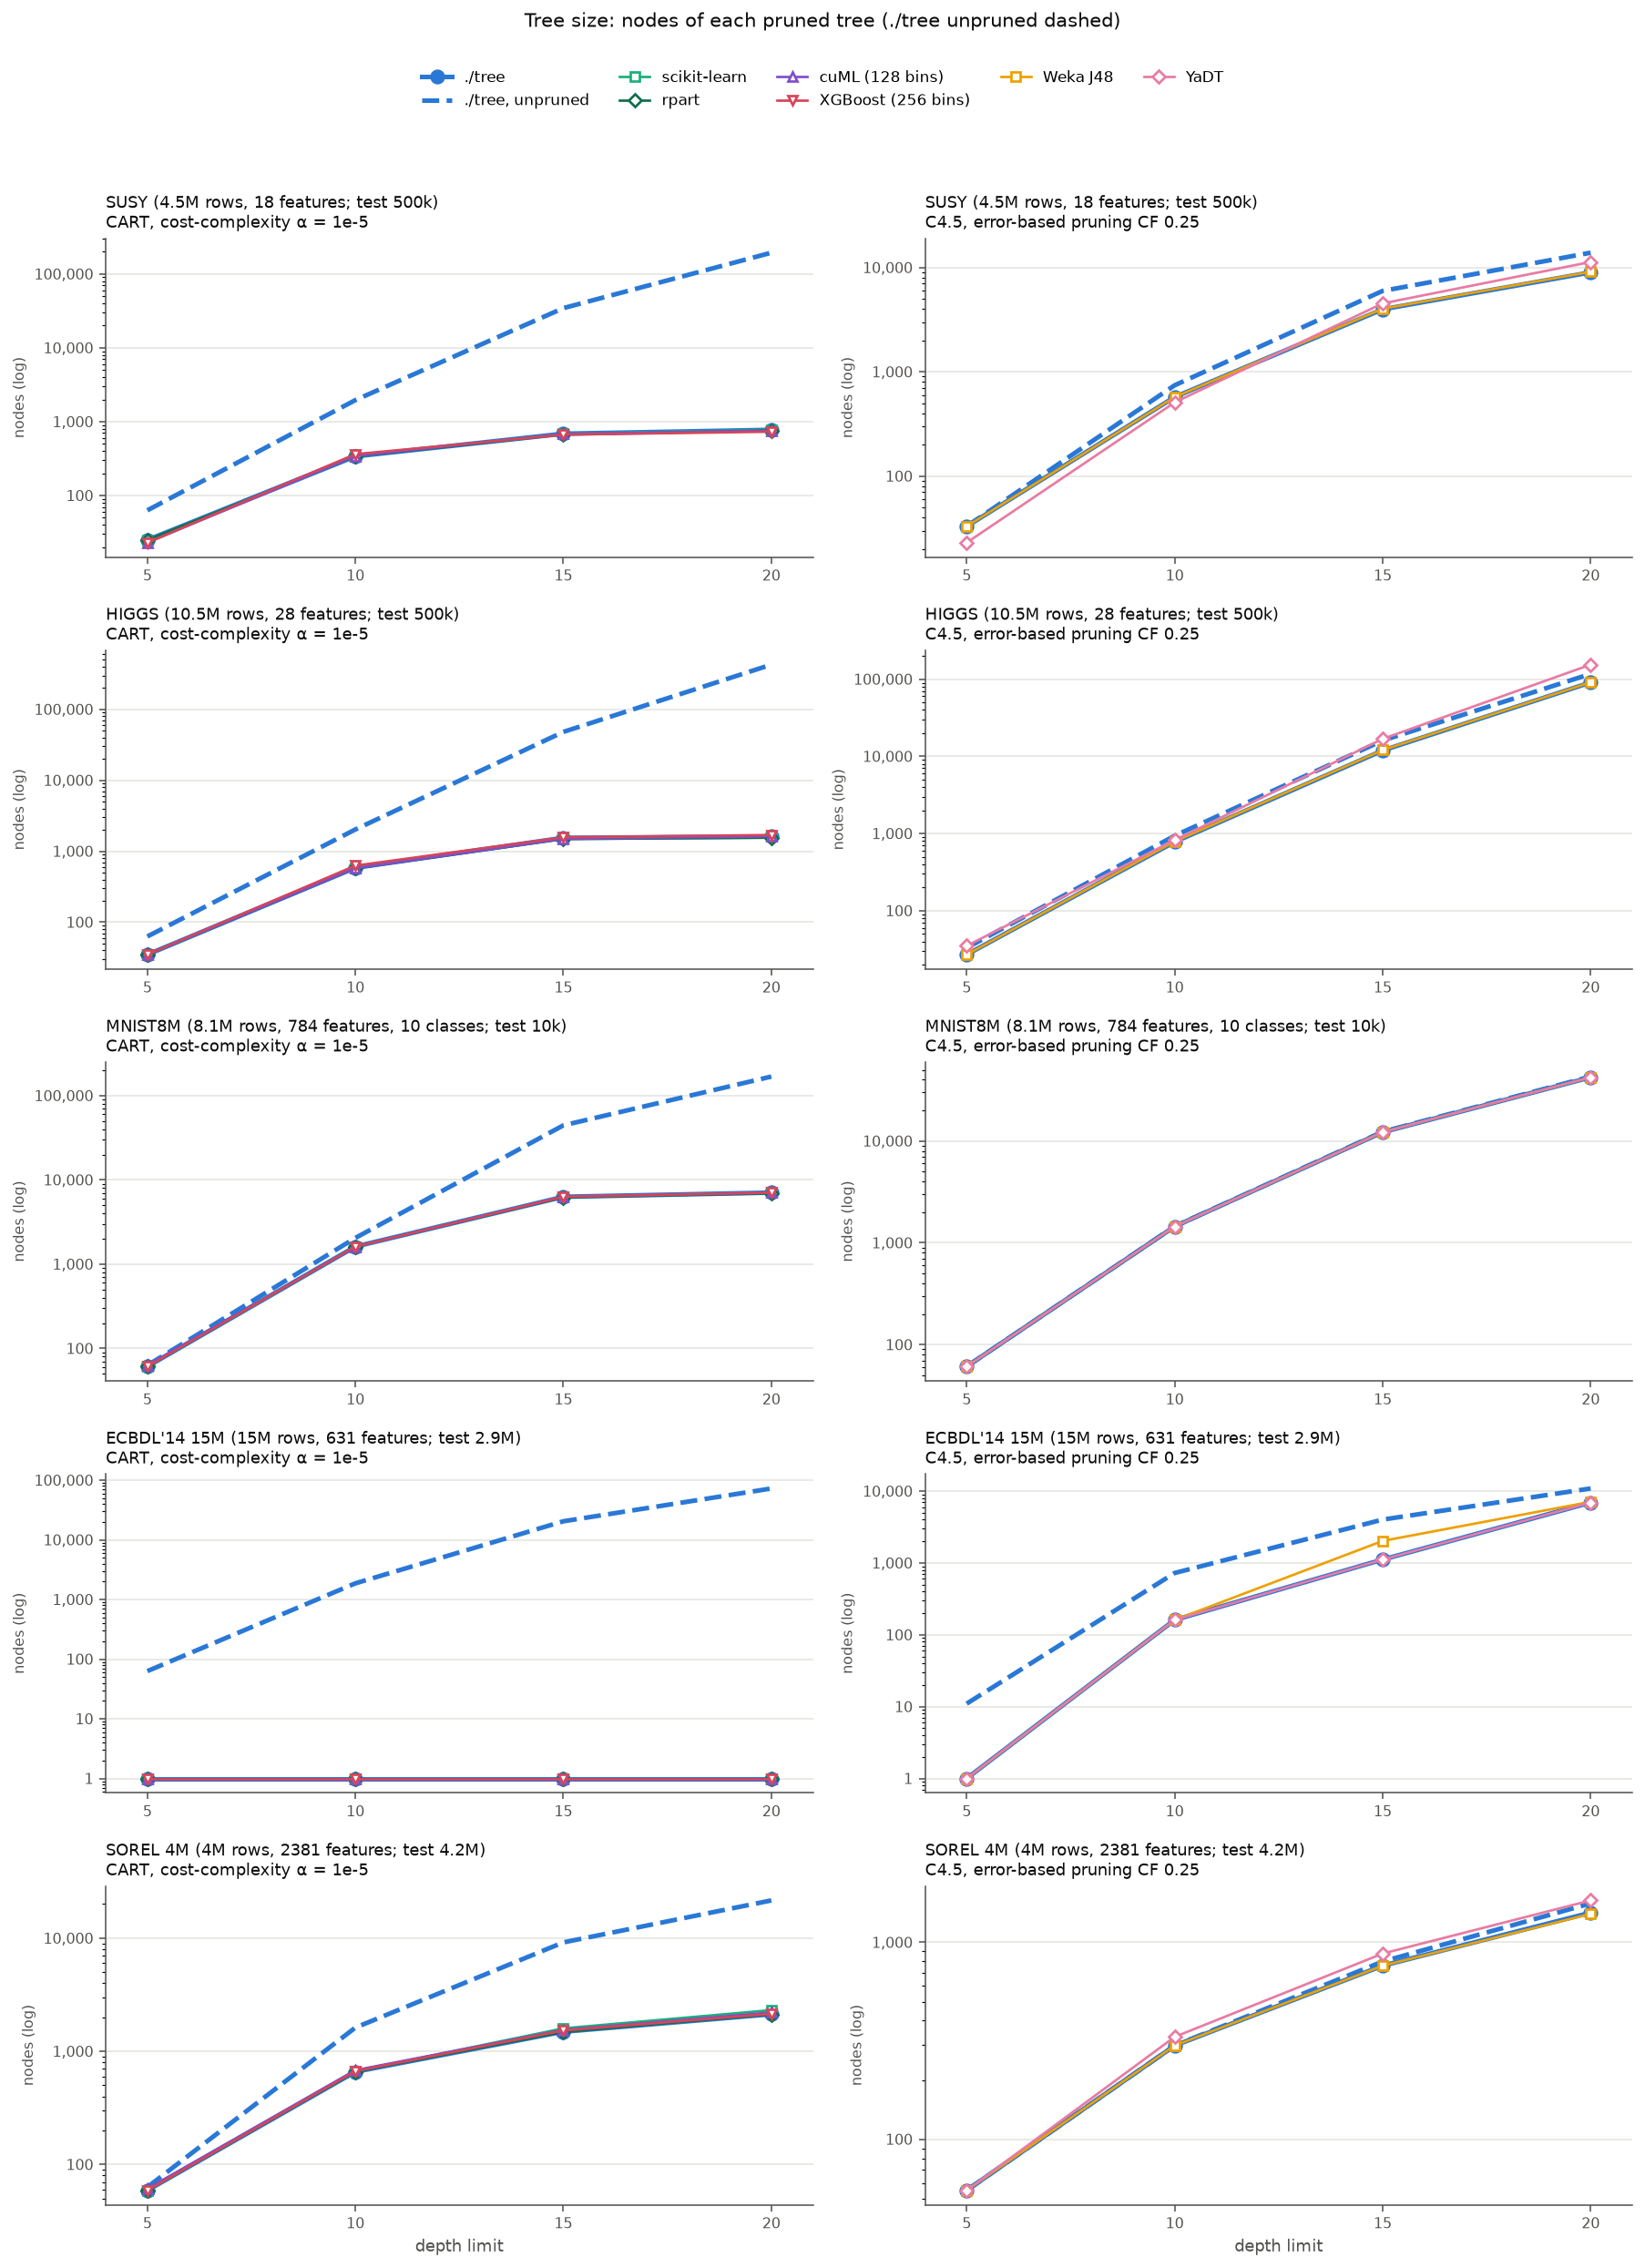 Tree size: nodes of each pruned tree (./tree unpruned dashed)
./tree
scikit-learn
cuML (128 bins)
Weka J48
YaDT
./tree, unpruned
rpart
XGBoost (256 bins)
SUSY (4.5M rows, 18 features; test 500k)
CART, cost-complexity α = 1e-5
nodes (log)
100,000
10,000
1,000
100
5
10
15
20
SUSY (4.5M rows, 18 features; test 500k)
C4.5, error-based pruning CF 0.25
nodes (log)
10,000
1,000
100
5
10
15
20
HIGGS (10.5M rows, 28 features; test 500k)
CART, cost-complexity α = 1e-5
nodes (log)
100,000
10,000
1,000
100
5
10
15
20
HIGGS (10.5M rows, 28 features; test 500k)
C4.5, error-based pruning CF 0.25
nodes (log)
100,000
10,000
1,000
100
5
10
15
20
MNIST8M (8.1M rows, 784 features, 10 classes; test 10k)
CART, cost-complexity α = 1e-5
nodes (log)
100,000
10,000
1,000
100
5
10
15
20
MNIST8M (8.1M rows, 784 features, 10 classes; test 10k)
C4.5, error-based pruning CF 0.25
nodes (log)
10,000
1,000
100
5
10
15
20
ECBDL'14 15M (15M rows, 631 features; test 2.9M)
CART, cost-complexity α = 1e-5
nodes (log)
100,000
10,000
1,000
100
10
1
5
10
15
20
ECBDL'14 15M (15M rows, 631 features; test 2.9M)
C4.5, error-based pruning CF 0.25
nodes (log)
10,000
1,000
100
10
1
5
10
15
20
SOREL 4M (4M rows, 2381 features; test 4.2M)
CART, cost-complexity α = 1e-5
nodes (log)
10,000
1,000
100
5
10
15
20
depth limit
SOREL 4M (4M rows, 2381 features; test 4.2M)
C4.5, error-based pruning CF 0.25
nodes (log)
1,000
100
5
10
15
20
depth limit